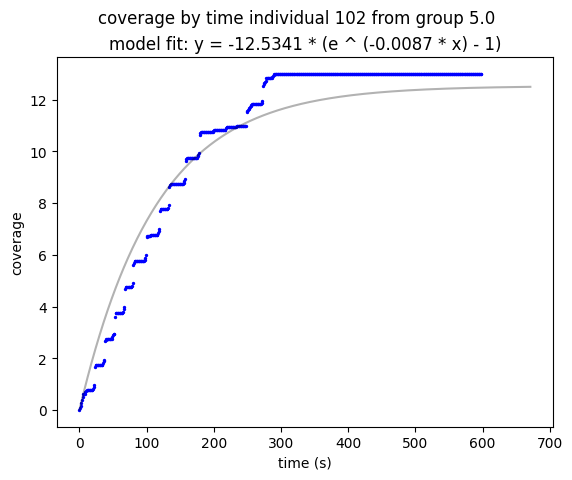 coverage by time individual 102 from group 5.0
model fit: y = -12.5341 * (e ^ (-0.0087 * x) - 1)
12
10
8
6
4
2
0
coverage
0 100 200 300 400 500 600 700
time (s)